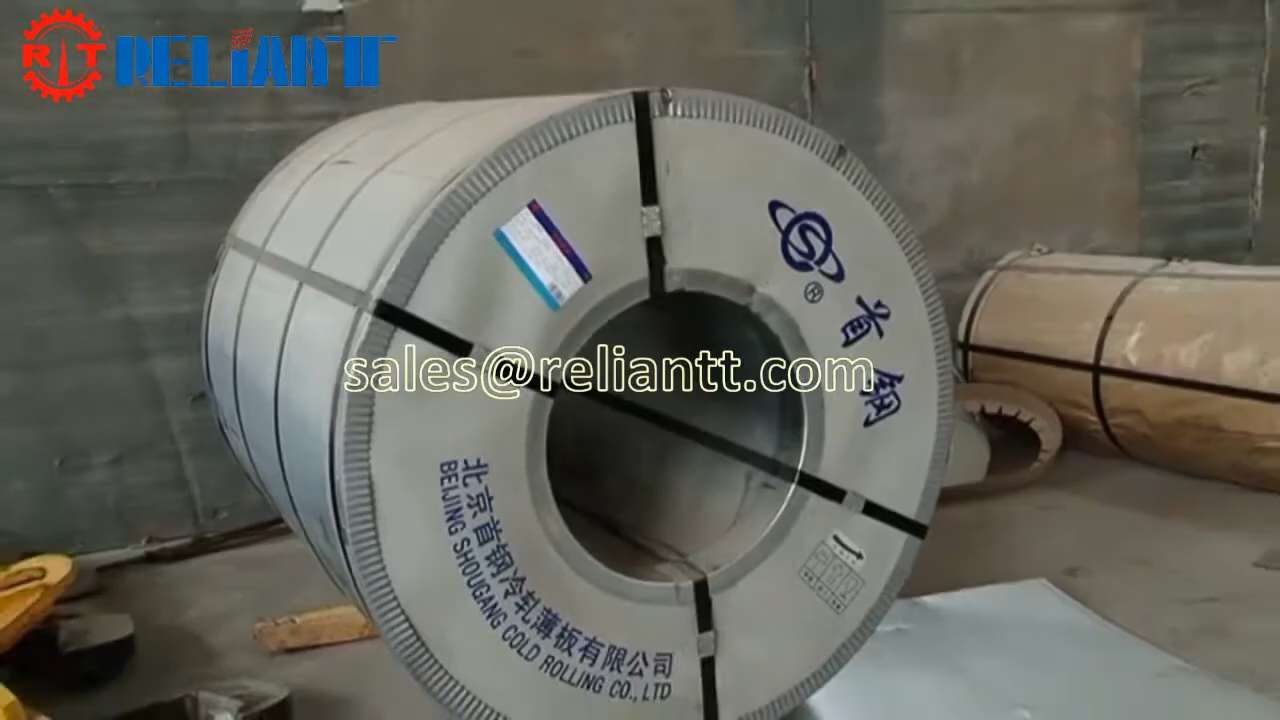 RT RELIANTT
首钢
®
sales@reliantt.com
北京首钢冷轧薄板有限公司
BEIJING SHOUGANG COLD ROLLING CO., LTD